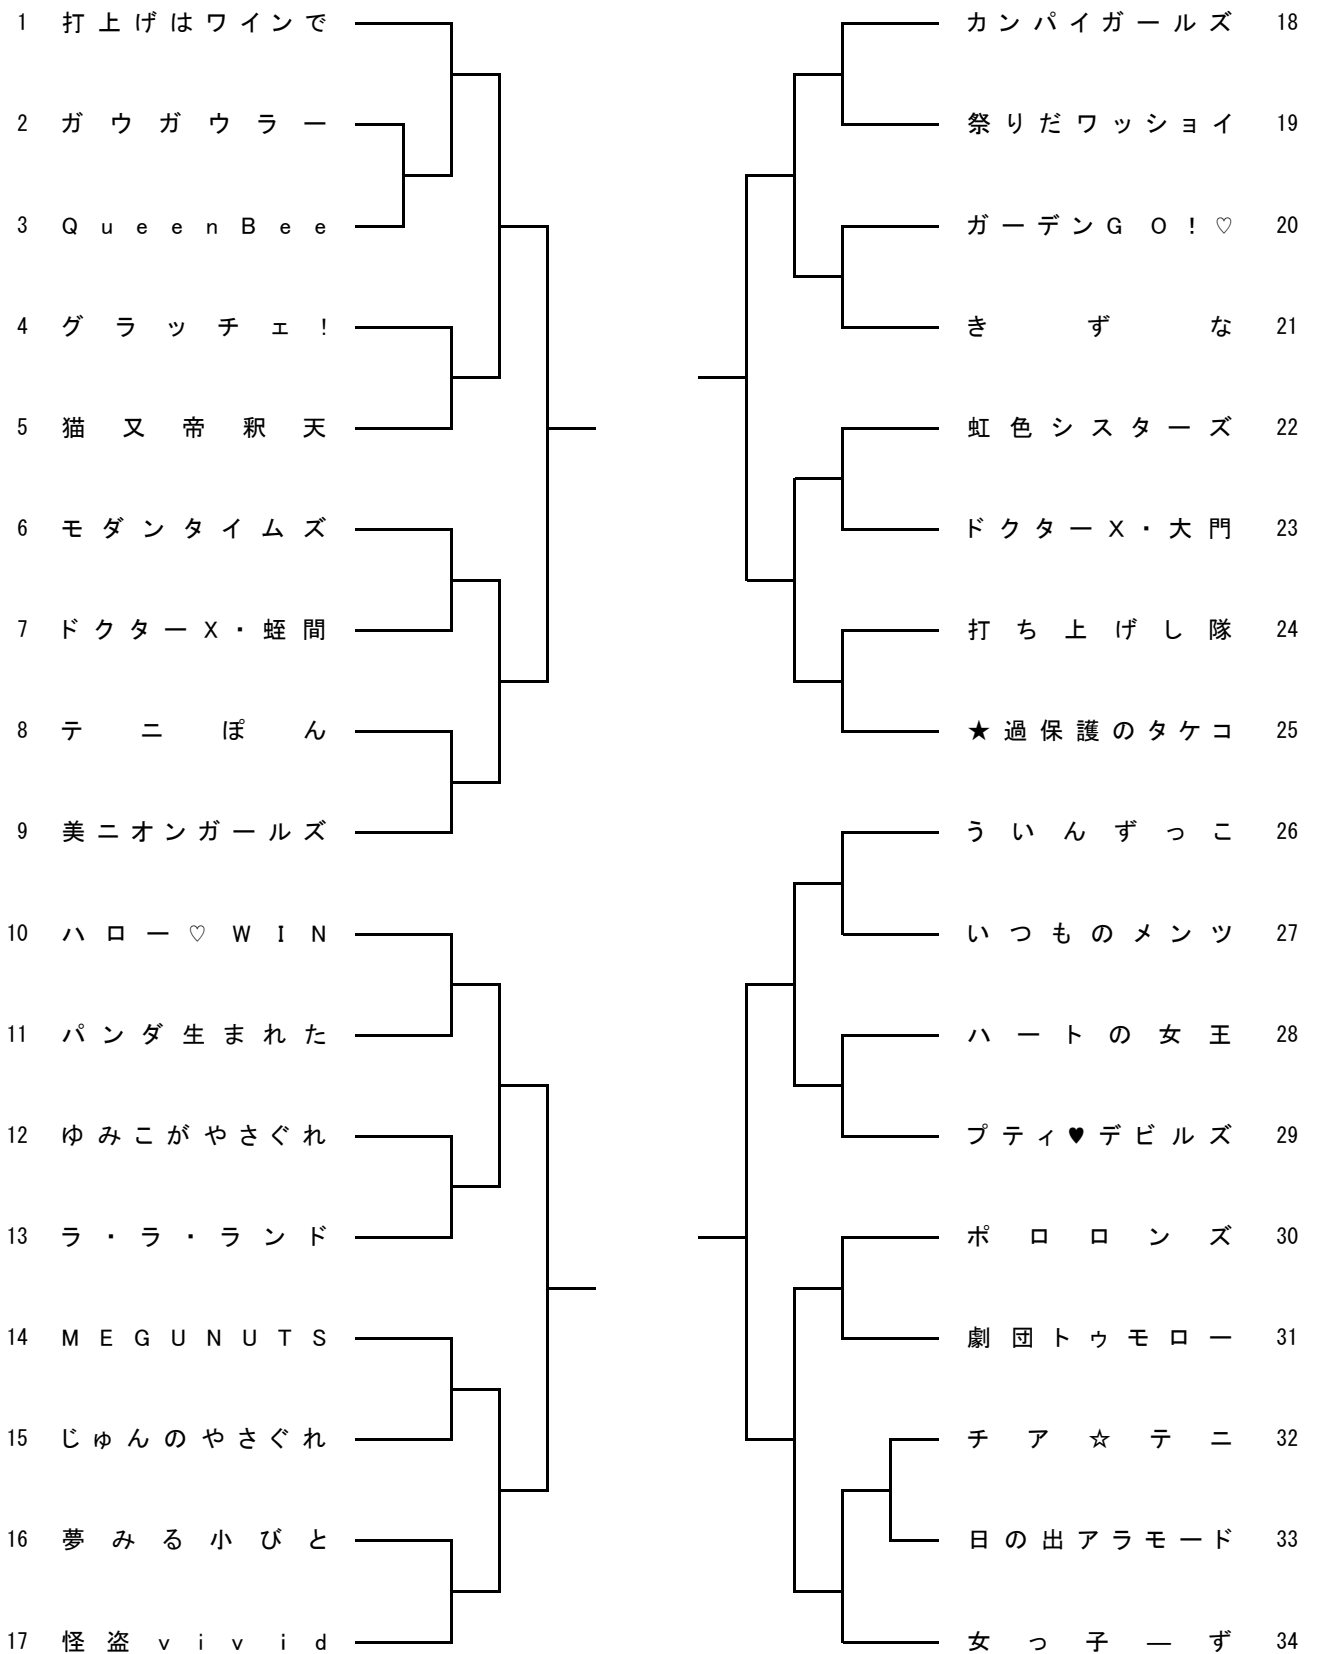 1 打上げはワインで
2 ガウガウラー
3 QueenBee
4 グラッチェ!
5 猫又帝釈天
6 モダンタイムズ
7 ドクターX・蛭間
8 テニぽん
9 美ニオンガールズ
10 ハロー♡WIN
11 パンダ生まれた
12 ゆみこがやさぐれ
13 ラ・ラ・ランド
14 MEGUNUTS
15 じゅんのやさぐれ
16 夢みる小びと
17 怪盗vivid
カンパイガールズ 18
祭りだワッショイ 19
ガーデンGO!♡ 20
きずな 21
虹色シスターズ 22
ドクターX・大門 23
打ち上げし隊 24
★過保護のタケコ 25
ういんずっこ 26
いつものメンツ 27
ハートの女王 28
プティ♥デビルズ 29
ポロロンズ 30
劇団トゥモロー 31
チア☆テニ 32
日の出アラモード 33
女っ子―ず 34